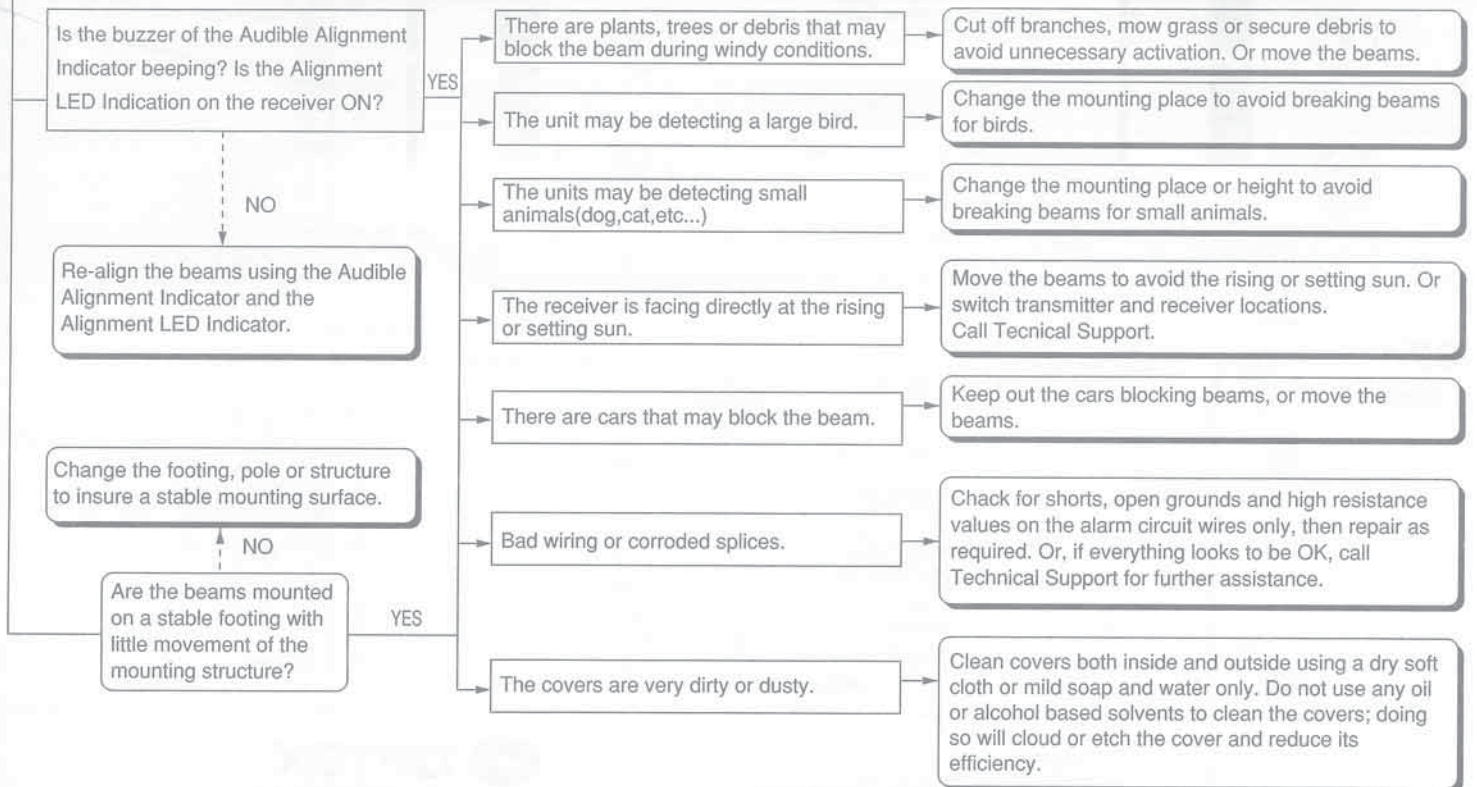 Is the buzzer of the Audible Alignment
Indicator beeping? Is the Alignment
LED Indication on the receiver ON?
YES
NO
Re-align the beams using the Audible
Alignment Indicator and the
Alignment LED Indicator.
Change the footing, pole or structure
to insure a stable mounting surface.
NO
Are the beams mounted
on a stable footing with
little movement of the
mounting structure?
YES
There are plants, trees or debris that may
block the beam during windy conditions.
Cut off branches, mow grass or secure debris to
avoid unnecessary activation. Or move the beams.
The unit may be detecting a large bird.
Change the mounting place to avoid breaking beams
for birds.
The units may be detecting small
animals(dog,cat,etc...)
Change the mounting place or height to avoid
breaking beams for small animals.
The receiver is facing directly at the rising
or setting sun.
Move the beams to avoid the rising or setting sun. Or
switch transmitter and receiver locations.
Call Tecnical Support.
There are cars that may block the beam.
Keep out the cars blocking beams, or move the
beams.
Bad wiring or corroded splices.
Chack for shorts, open grounds and high resistance
values on the alarm circuit wires only, then repair as
required. Or, if everything looks to be OK, call
Technical Support for further assistance.
The covers are very dirty or dusty.
Clean covers both inside and outside using a dry soft
cloth or mild soap and water only. Do not use any oil
or alcohol based solvents to clean the covers; doing
so will cloud or etch the cover and reduce its
efficiency.